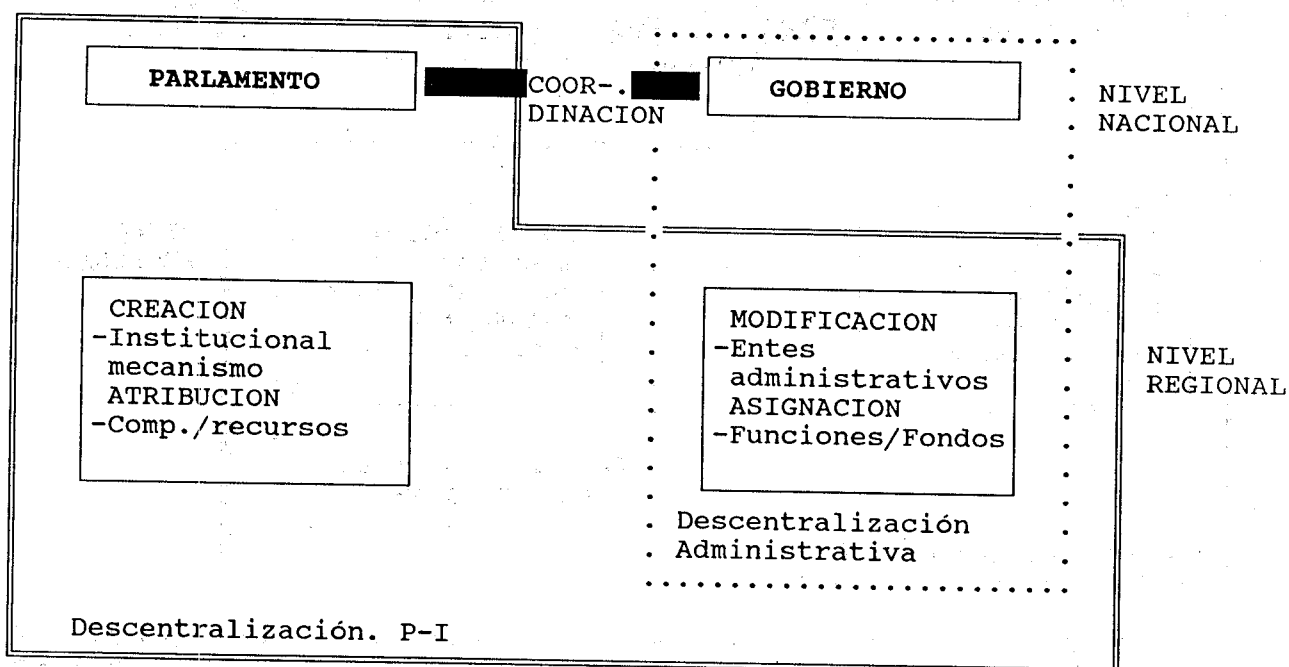 PARLAMENTO
COOR-.
DINACION
GOBIERNO
NIVEL
NACIONAL
CREACION
-Institucional
mecanismo
ATRIBUCION
-Comp./recursos
MODIFICACION
-Entes
administrativos
ASIGNACION
-Funciones/Fondos
NIVEL
REGIONAL
Descentralización
Administrativa
Descentralización. P-I